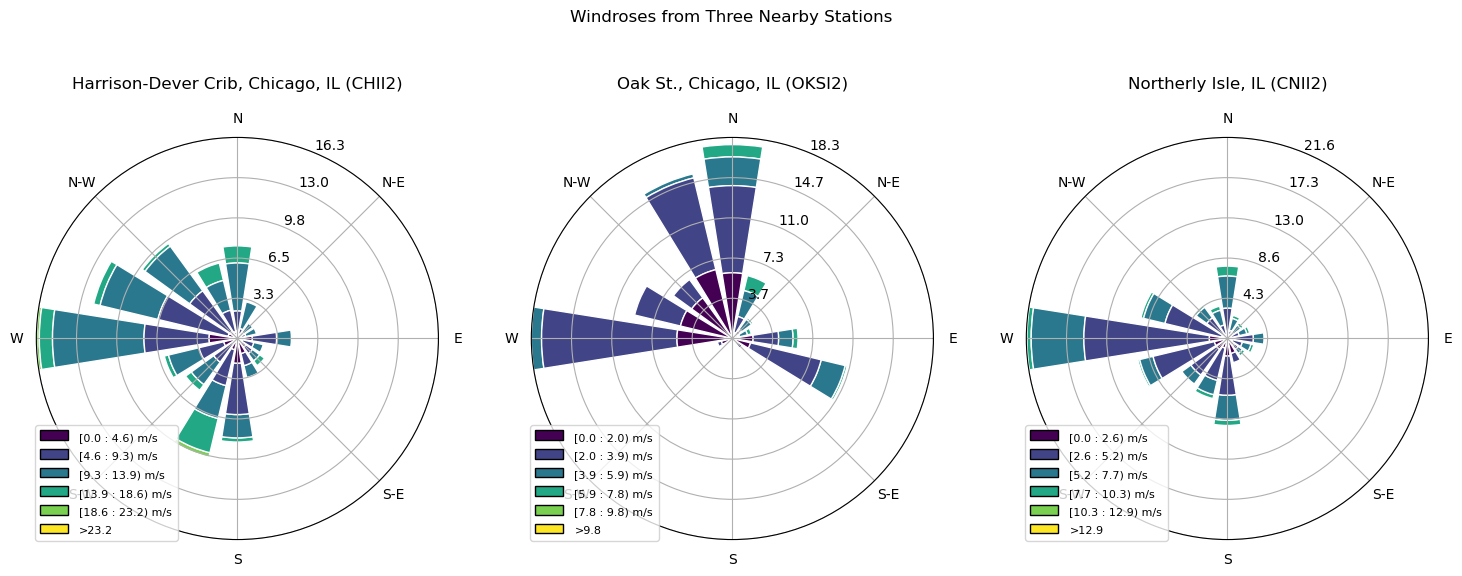 Windroses from Three Nearby Stations
Harrison-Dever Crib, Chicago, IL (CHII2)
N
N-E
E
S-E
S
W
N-W
3.3
6.5
9.8
13.0
16.3
[0.0 : 4.6) m/s
[4.6 : 9.3) m/s
[9.3 : 13.9) m/s
[13.9 : 18.6) m/s
[18.6 : 23.2) m/s
>23.2
Oak St., Chicago, IL (OKSI2)
N
N-E
E
S-E
S
W
N-W
3.7
7.3
11.0
14.7
18.3
[0.0 : 2.0) m/s
[2.0 : 3.9) m/s
[3.9 : 5.9) m/s
[5.9 : 7.8) m/s
[7.8 : 9.8) m/s
>9.8
Northerly Isle, IL (CNII2)
N
N-E
E
S-E
S
W
N-W
4.3
8.6
13.0
17.3
21.6
[0.0 : 2.6) m/s
[2.6 : 5.2) m/s
[5.2 : 7.7) m/s
[7.7 : 10.3) m/s
[10.3 : 12.9) m/s
>12.9